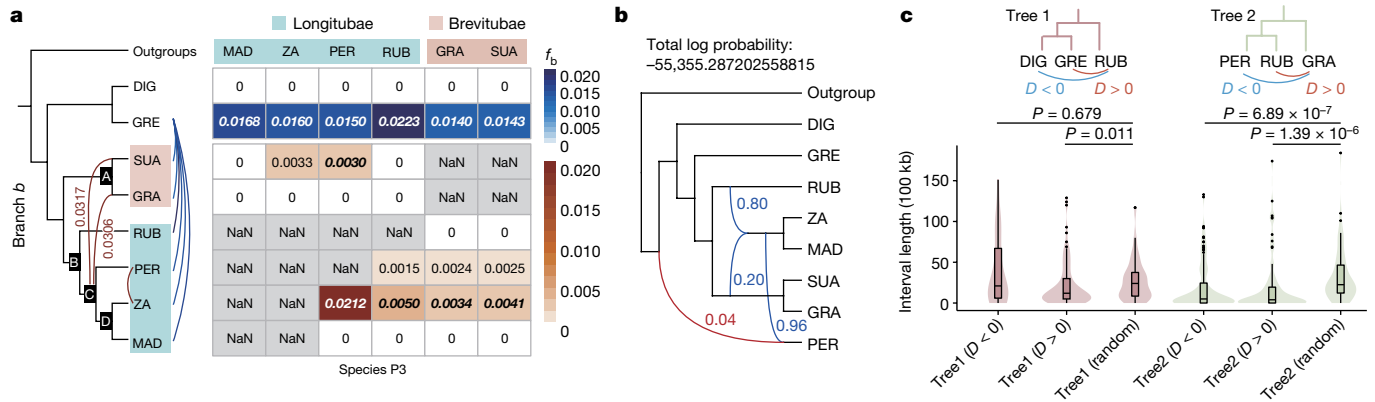 a
Longitubae
Brevitubae
MAD ZA PER RUB GRA SUA
fb
Outgroups
DIG
GRE
SUA
GRA
RUB
PER
ZA
MAD
A
B
C
D
0.0317
0.0306
Branch b
0 0 0 0 0 0
0.0168 0.0160 0.0150 0.0223 0.0140 0.0143
0 0.0033 0.0030 0 NaN NaN
0 0 0 0 NaN NaN
NaN NaN NaN NaN 0 0
NaN NaN NaN 0.0015 0.0024 0.0025
NaN NaN 0.0212 0.0050 0.0034 0.0041
NaN NaN 0 0 0 0
Species P3
0.020
0.015
0.010
0.005
0
0.020
0.015
0.010
0.005
0
b
Total log probability:
–55,355.287202558815
Outgroup
DIG
GRE
RUB
ZA
MAD
SUA
GRA
PER
0.80
0.20
0.04
0.96
c
Tree 1
Tree 2
DIG GRE RUB
PER RUB GRA
D < 0
D > 0
D < 0
D > 0
P = 0.679
P = 6.89 × 10⁻⁷
P = 0.011
P = 1.39 × 10⁻⁶
Interval length (100 kb)
150
100
50
0
Tree1 (D < 0)
Tree1 (D > 0)
Tree1 (random)
Tree2 (D < 0)
Tree2 (D > 0)
Tree2 (random)